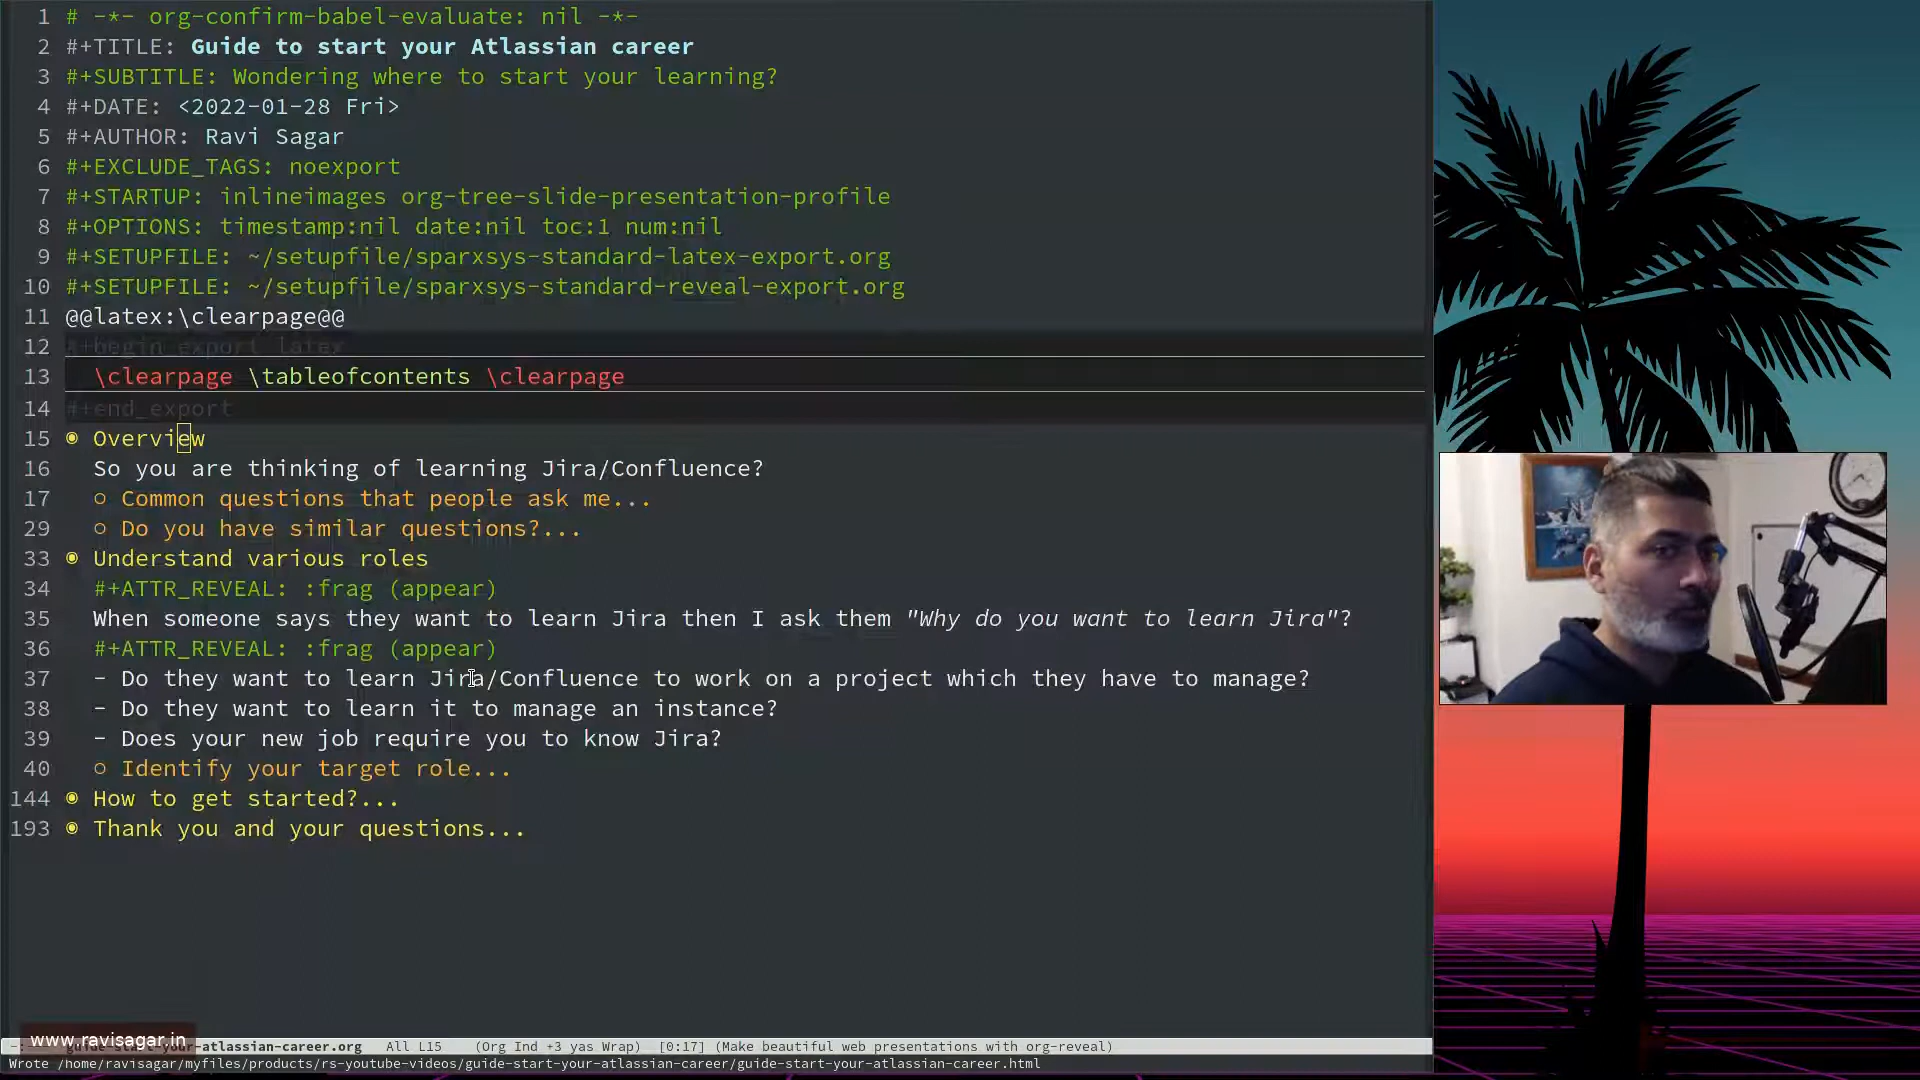 1 # -*- org-confirm-babel-evaluate: nil -*-
2 #+TITLE: Guide to start your Atlassian career
3 #+SUBTITLE: Wondering where to start your learning?
4 #+DATE: <2022-01-28 Fri>
5 #+AUTHOR: Ravi Sagar
6 #+EXCLUDE_TAGS: noexport
7 #+STARTUP: inlineimages org-tree-slide-presentation-profile
8 #+OPTIONS: timestamp:nil date:nil toc:1 num:nil
9 #+SETUPFILE: ~/setupfile/sparxsys-standard-latex-export.org
10 #+SETUPFILE: ~/setupfile/sparxsys-standard-reveal-export.org
11 @@latex:\clearpage@@
12 #+begin_export latex
13 \clearpage \tableofcontents \clearpage
14 #+end_export
15 ◉ Overview
16 So you are thinking of learning Jira/Confluence?
17 ○ Common questions that people ask me...
29 ○ Do you have similar questions?...
33 ◉ Understand various roles
34 #+ATTR_REVEAL: :frag (appear)
35 When someone says they want to learn Jira then I ask them "Why do you want to learn Jira"?
36 #+ATTR_REVEAL: :frag (appear)
37 - Do they want to learn Jira/Confluence to work on a project which they have to manage?
38 - Do they want to learn it to manage an instance?
39 - Does your new job require you to know Jira?
40 ○ Identify your target role...
144 ◉ How to get started?...
193 ◉ Thank you and your questions...
www.ravisagar.in
guide-start-your-atlassian-career.org All L15 (Org Ind +3 yas Wrap) [0:17] (Make beautiful web presentations with org-reveal)
Wrote /home/ravisagar/myfiles/products/rs-youtube-videos/guide-start-your-atlassian-career/guide-start-your-atlassian-career.html